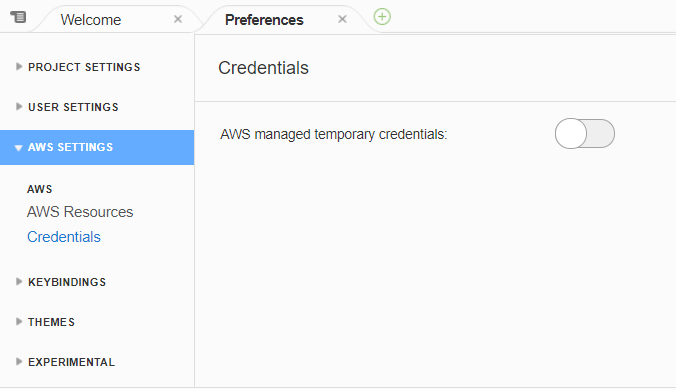 Welcome
Preferences
PROJECT SETTINGS
USER SETTINGS
AWS SETTINGS
AWS
AWS Resources
Credentials
KEYBINDINGS
THEMES
EXPERIMENTAL
Credentials
AWS managed temporary credentials: